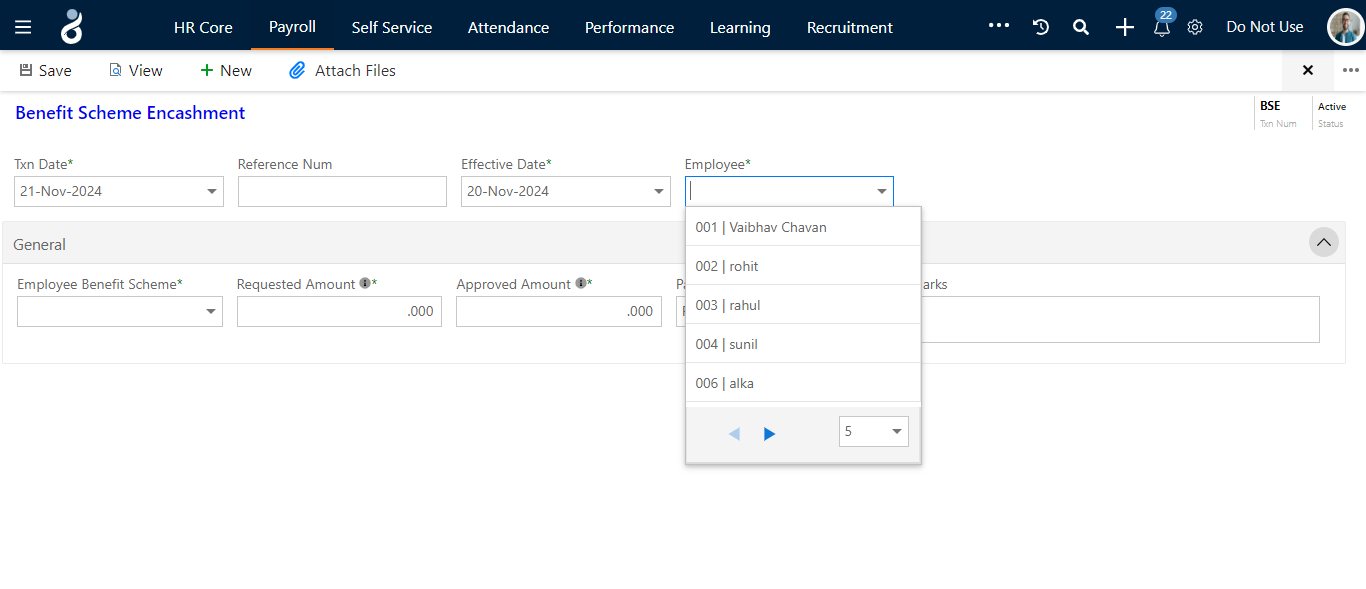 HR Core Payroll Self Service Attendance Performance Learning Recruitment 22 Do Not Use
Save View New Attach Files
Benefit Scheme Encashment
BSE Active
Txn Num Status
Txn Date* Reference Num Effective Date* Employee*
21-Nov-2024 20-Nov-2024
001 | Vaibhav Chavan
General
002 | rohit
Employee Benefit Scheme* Requested Amount * Approved Amount * arks
003 | rahul
.000 .000
004 | sunil
006 | alka
5